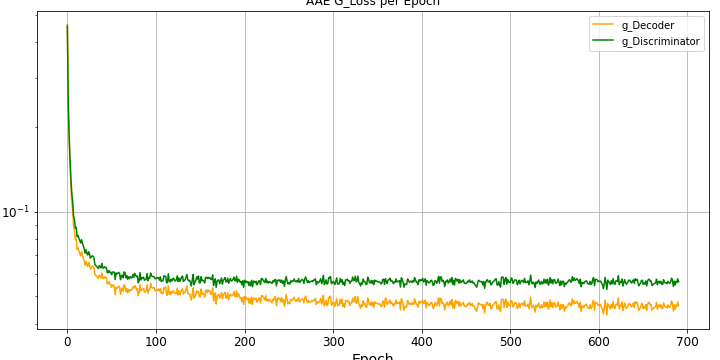 AAE G_Loss per Epoch
g_Decoder
g_Discriminator
10⁻¹
0 100 200 300 400 500 600 700
Epoch